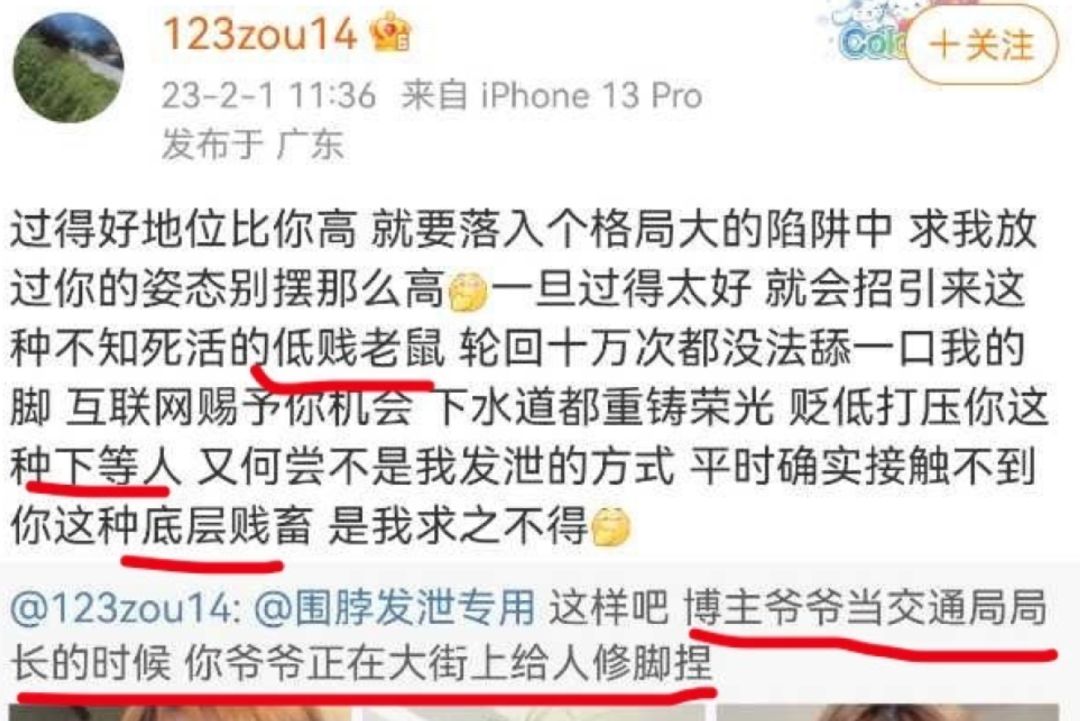 123zou14
23-2-1 11:36 来自 iPhone 13 Pro
发布于 广东
+关注
过得好地位比你高 就要落入个格局大的陷阱中 求我放
过你的姿态别摆那么高🤔一旦过得太好 就会招引来这
种不知死活的低贱老鼠 轮回十万次都没法舔一口我的
脚 互联网赐予你机会 下水道都重铸荣光 贬低打压你这
种下等人 又何尝不是我发泄的方式 平时确实接触不到
你这种底层贱畜 是我求之不得🤔
@123zou14: @围脖发泄专用 这样吧 博主爷爷当交通局局
长的时候 你爷爷正在大街上给人修脚捏